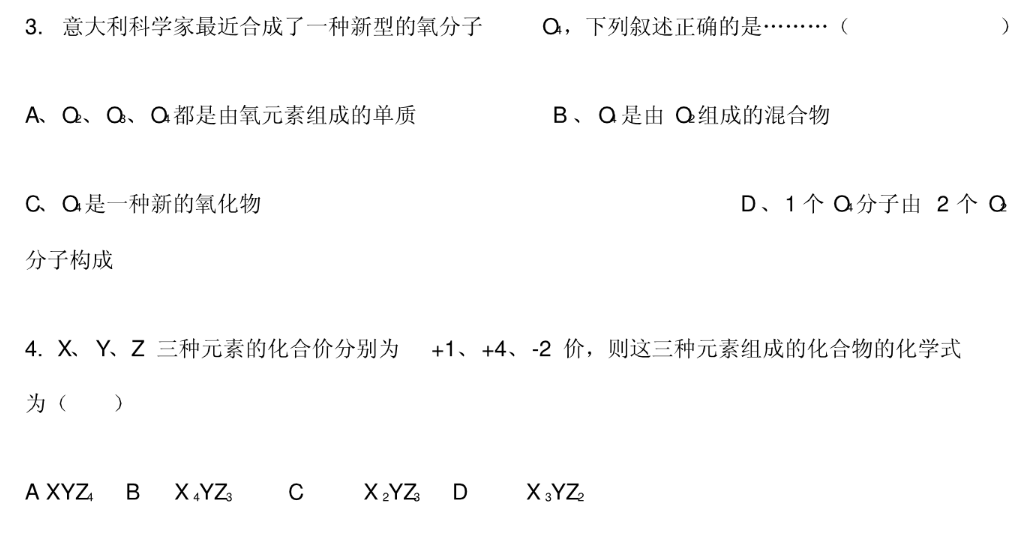 3. 意大利科学家最近合成了一种新型的氧分子 O₄，下列叙述正确的是………（ ）
A、O₂、O₃、O₄都是由氧元素组成的单质 B、O₄是由 O₂组成的混合物
C、O₄是一种新的氧化物 D、1 个 O₄分子由 2 个 O₂
分子构成
4. X、Y、Z 三种元素的化合价分别为 +1、+4、-2 价，则这三种元素组成的化合物的化学式
为（ ）
A XYZ₄ B X₄YZ₃ C X₂YZ₃ D X₃YZ₂